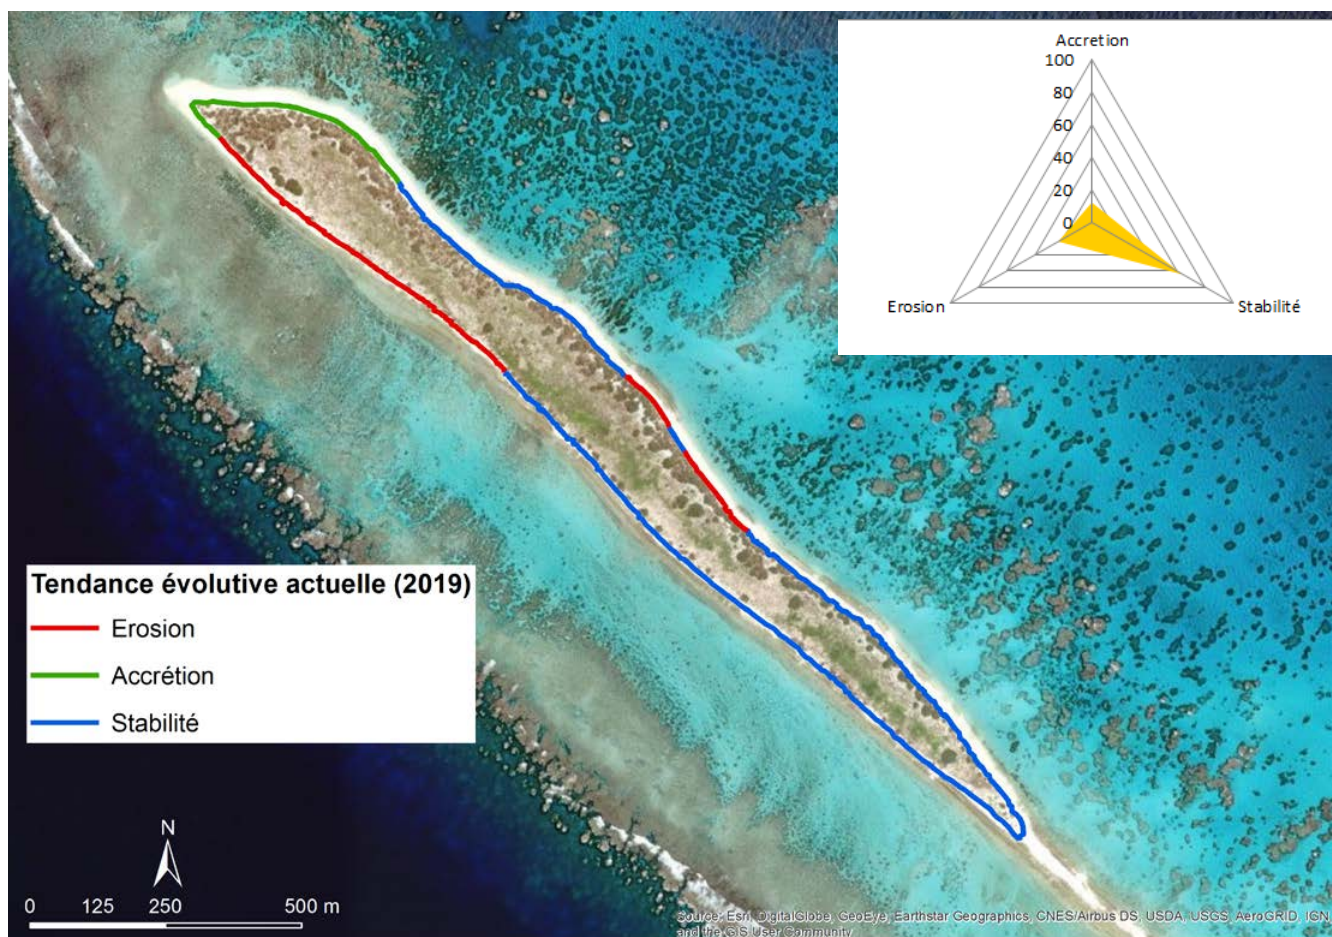 Accretion
100
80
60
40
20
0
Erosion
Stabilité
Tendance évolutive actuelle (2019)
Erosion
Accrétion
Stabilité
N
0 125 250 500 m
Source: Esri, DigitalGlobe, GeoEye, Earthstar Geographics, CNES/Airbus DS, USDA, USGS, AeroGRID, IGN,
and the GIS User Community